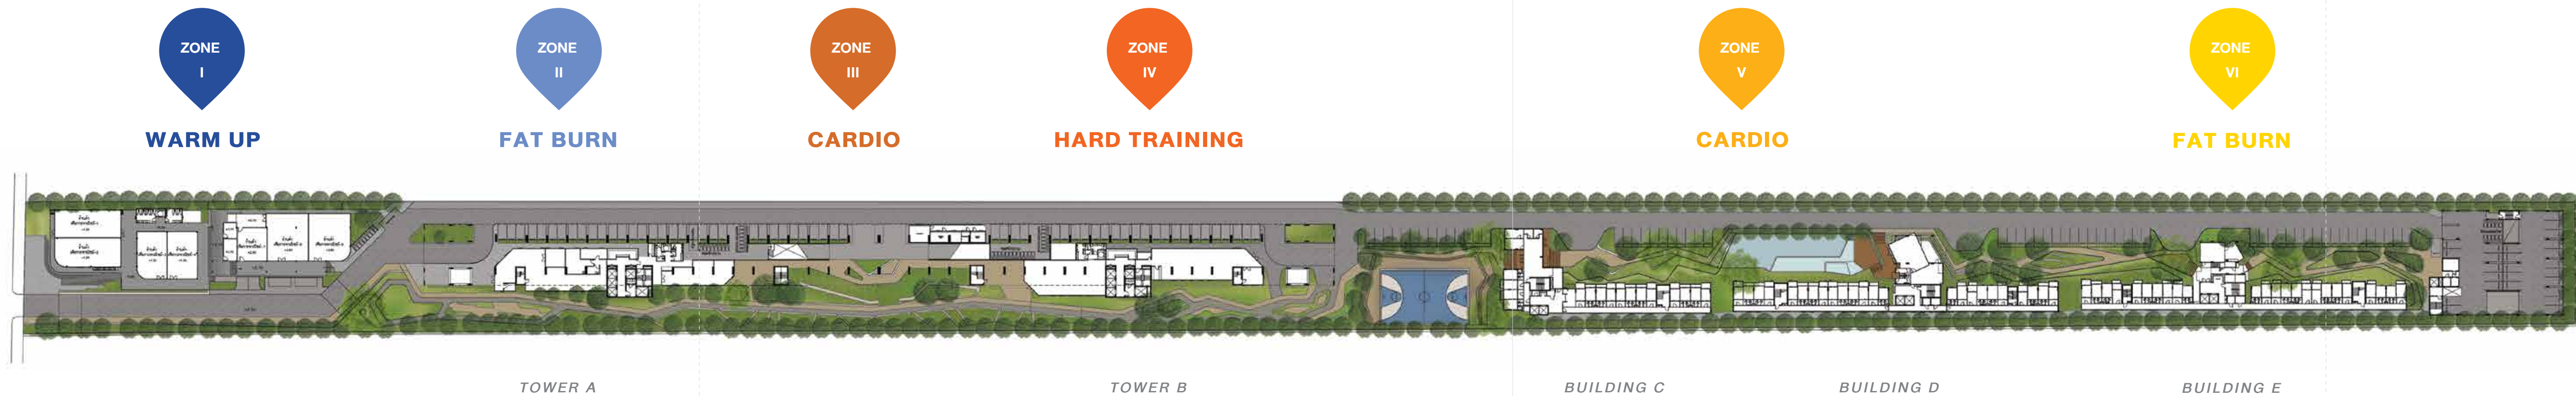 ZONE
I
WARM UP
ZONE
II
FAT BURN
ZONE
III
CARDIO
ZONE
IV
HARD TRAINING
ZONE
V
CARDIO
ZONE
VI
FAT BURN
TOWER A
TOWER B
BUILDING C
BUILDING D
BUILDING E